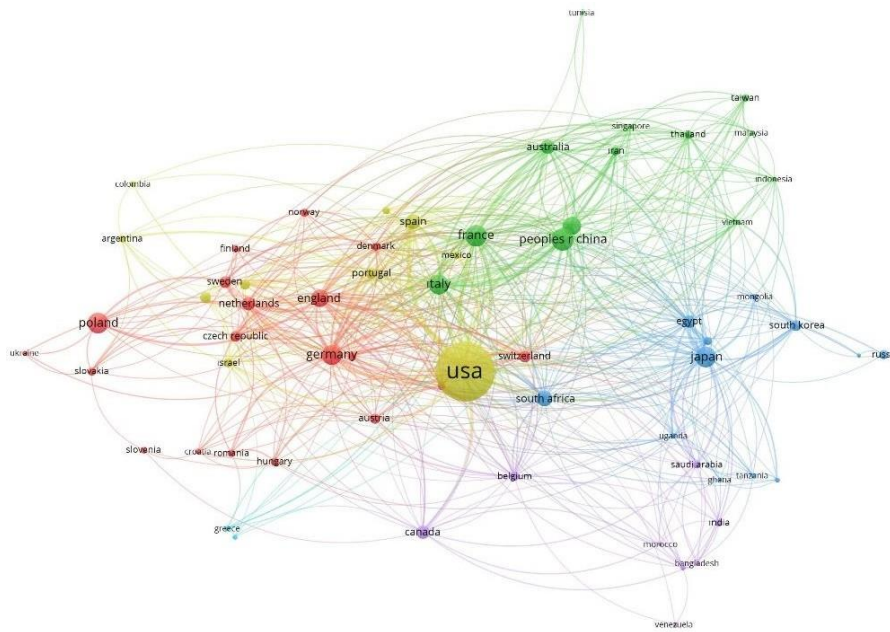 tunisia
taiwan
singapore
thailand
malaysia
australia
iran
indonesia
colombia
norway
spain
vietnam
argentina
france
peoples r china
finland
denmark
mexico
portugal
sweden
italy
netherlands
england
mongolia
poland
egypt
south korea
czech republic
ukraine
germany
switzerland
japan
russ
israel
slovakia
usa
south africa
austria
uganda
slovenia
croatia
romania
hungary
saudi arabia
belgium
ghana
tanzania
greece
canada
india
morocco
bangladesh
venezuela